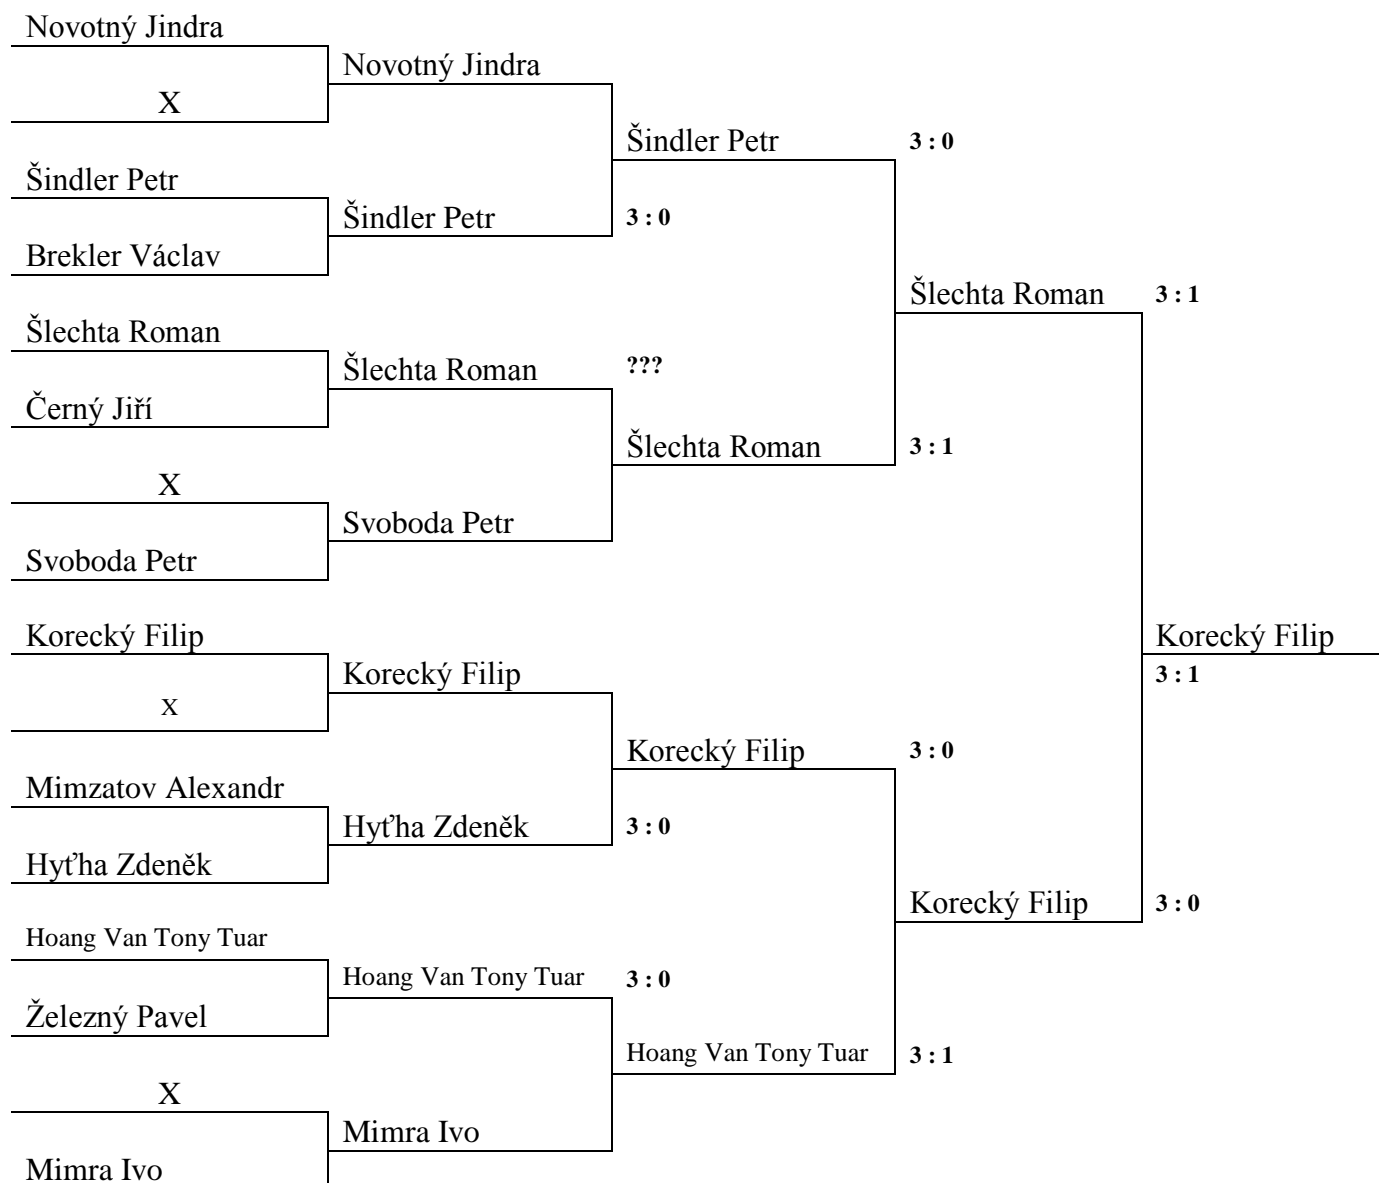 Novotný Jindra
Novotný Jindra
X
Šindler Petr 3 : 0
Šindler Petr
Šindler Petr 3 : 0
Brekler Václav
Šlechta Roman 3 : 1
Šlechta Roman
Šlechta Roman ???
Černý Jiří
Šlechta Roman 3 : 1
X
Svoboda Petr
Svoboda Petr
Korecký Filip Korecký Filip
Korecký Filip 3 : 1
X
Korecký Filip 3 : 0
Mimzatov Alexandr
Hyťha Zdeněk 3 : 0
Hyťha Zdeněk
Korecký Filip 3 : 0
Hoang Van Tony Tuar
Hoang Van Tony Tuar 3 : 0
Železný Pavel
Hoang Van Tony Tuar 3 : 1
X
Mimra Ivo
Mimra Ivo